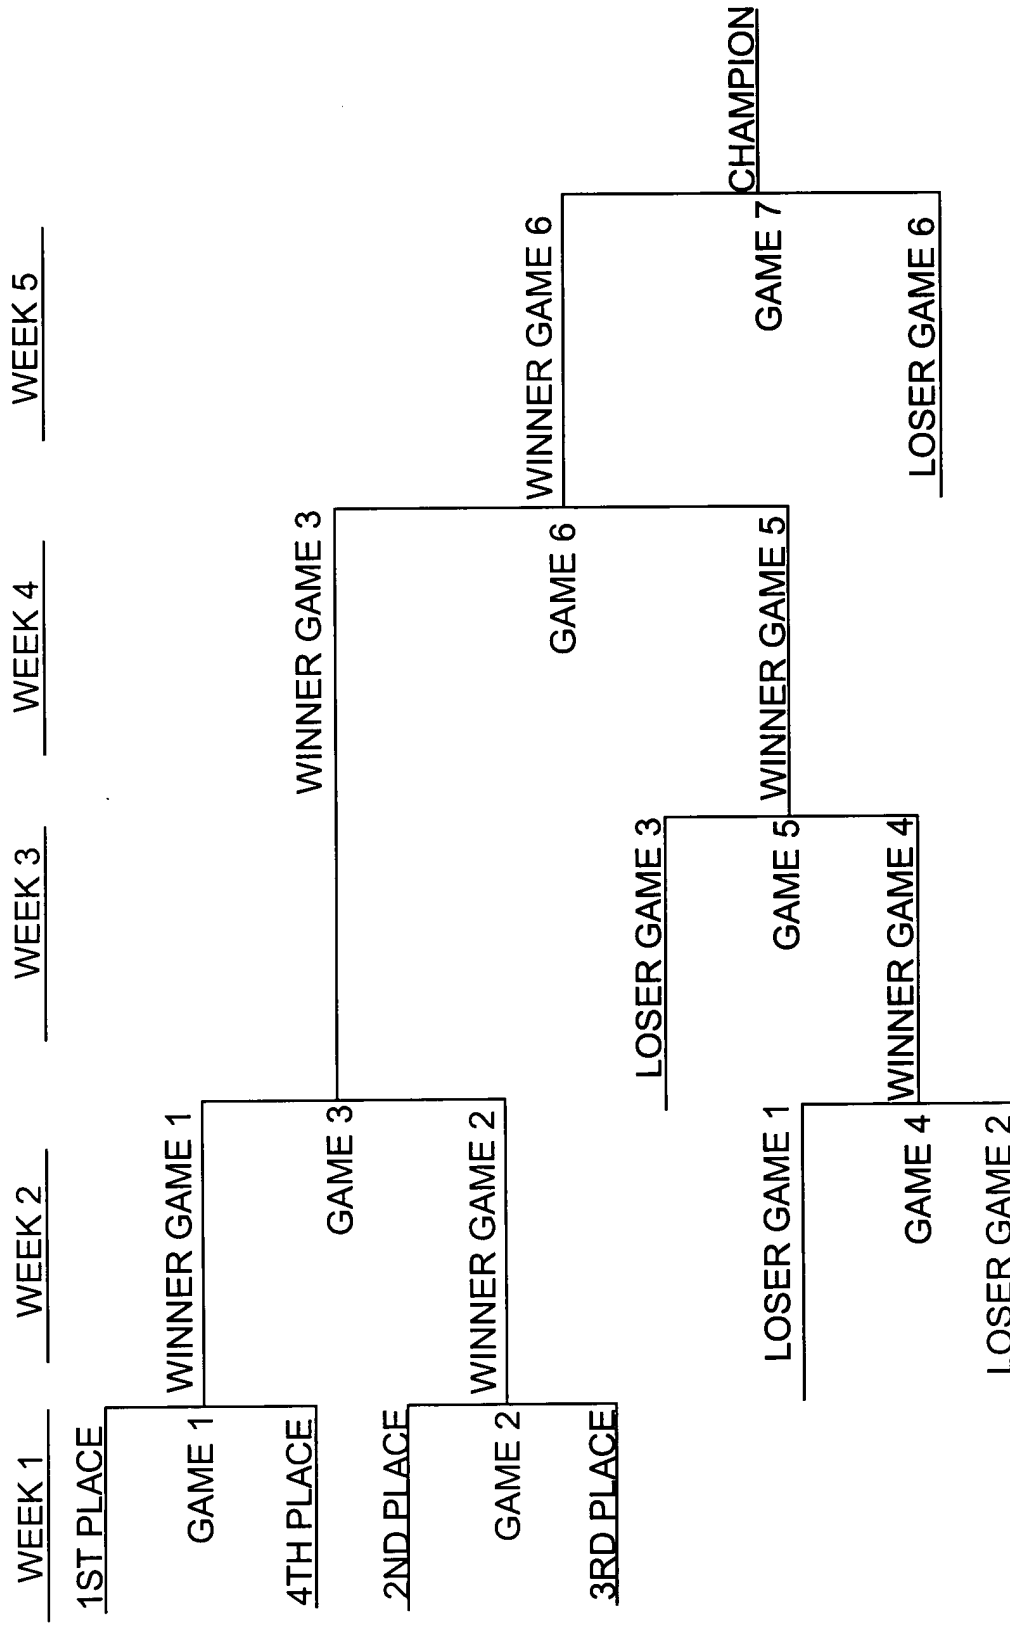 WEEK 1
WEEK 2
WEEK 3
WEEK 4
WEEK 5
1ST PLACE
GAME 1
4TH PLACE
2ND PLACE
GAME 2
3RD PLACE
WINNER GAME 1
GAME 3
WINNER GAME 2
LOSER GAME 1
GAME 4
LOSER GAME 2
LOSER GAME 3
GAME 5
WINNER GAME 4
WINNER GAME 3
GAME 6
WINNER GAME 5
WINNER GAME 6
GAME 7
LOSER GAME 6
CHAMPION